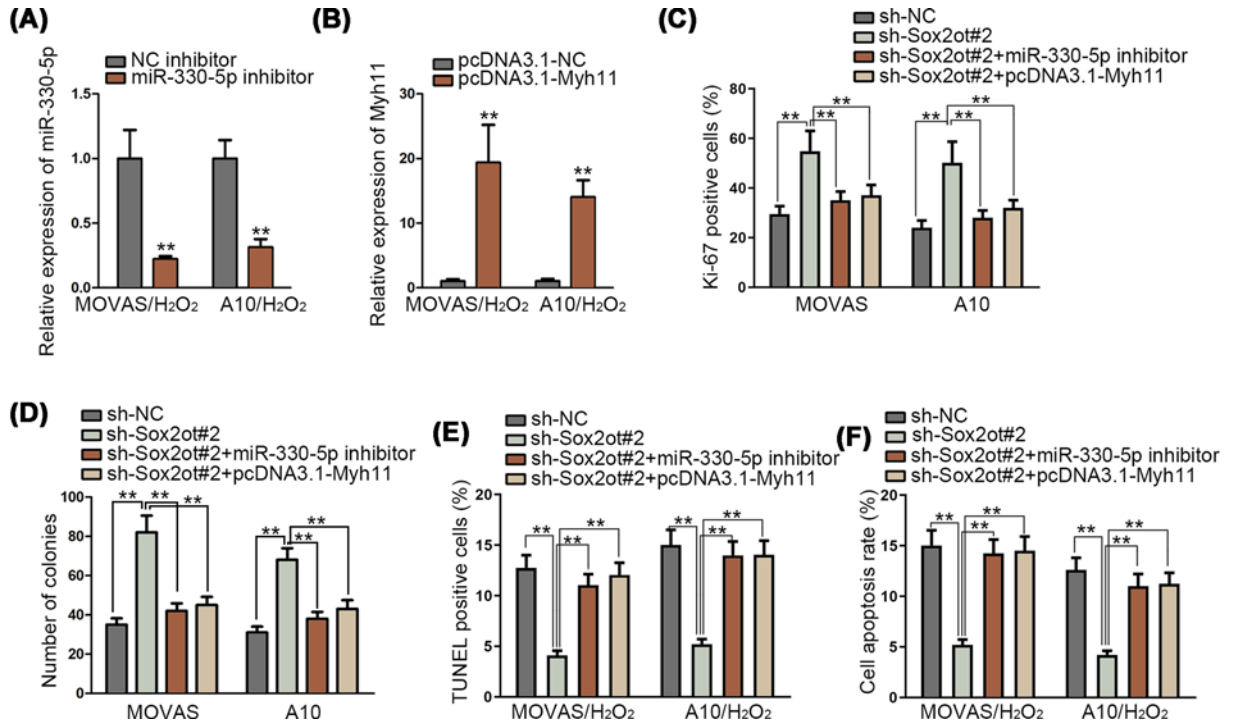 (A)
NC inhibitor
miR-330-5p inhibitor
Relative expression of miR-330-5p
1.5
1.0
0.5
0.0
**
**
MOVAS/H₂O₂ A10/H₂O₂
(B)
pcDNA3.1-NC
pcDNA3.1-Myh11
Relative expression of Myh11
30
20
10
0
**
**
MOVAS/H₂O₂ A10/H₂O₂
(C)
sh-NC
sh-Sox2ot#2
sh-Sox2ot#2+miR-330-5p inhibitor
sh-Sox2ot#2+pcDNA3.1-Myh11
Ki-67 positive cells (%)
80
60
40
20
0
** ** **
** ** **
MOVAS A10
(D)
sh-NC
sh-Sox2ot#2
sh-Sox2ot#2+miR-330-5p inhibitor
sh-Sox2ot#2+pcDNA3.1-Myh11
Number of colonies
100
80
60
40
20
0
** ** **
** ** **
MOVAS A10
(E)
sh-NC
sh-Sox2ot#2
sh-Sox2ot#2+miR-330-5p inhibitor
sh-Sox2ot#2+pcDNA3.1-Myh11
TUNEL positive cells (%)
20
15
10
5
0
** ** **
** ** **
MOVAS/H₂O₂ A10/H₂O₂
(F)
sh-NC
sh-Sox2ot#2
sh-Sox2ot#2+miR-330-5p inhibitor
sh-Sox2ot#2+pcDNA3.1-Myh11
Cell apoptosis rate (%)
20
15
10
5
0
** ** **
** ** **
MOVAS/H₂O₂ A10/H₂O₂